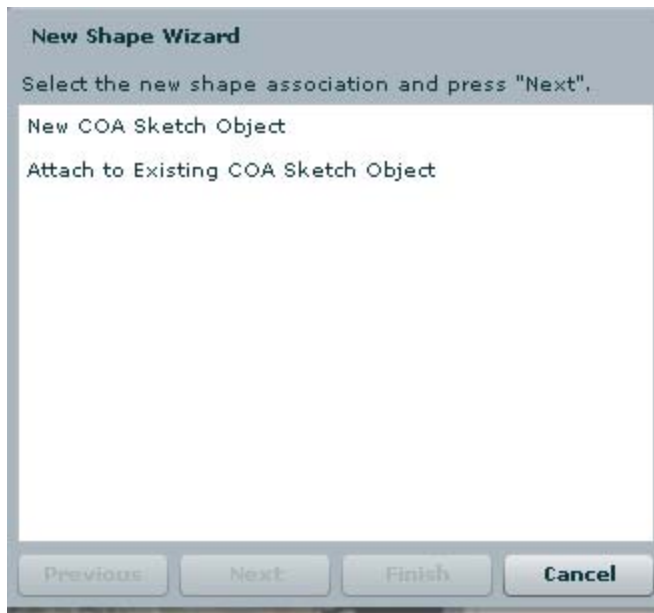 New Shape Wizard
Select the new shape association and press "Next".
New COA Sketch Object
Attach to Existing COA Sketch Object
Previous Next Finish Cancel